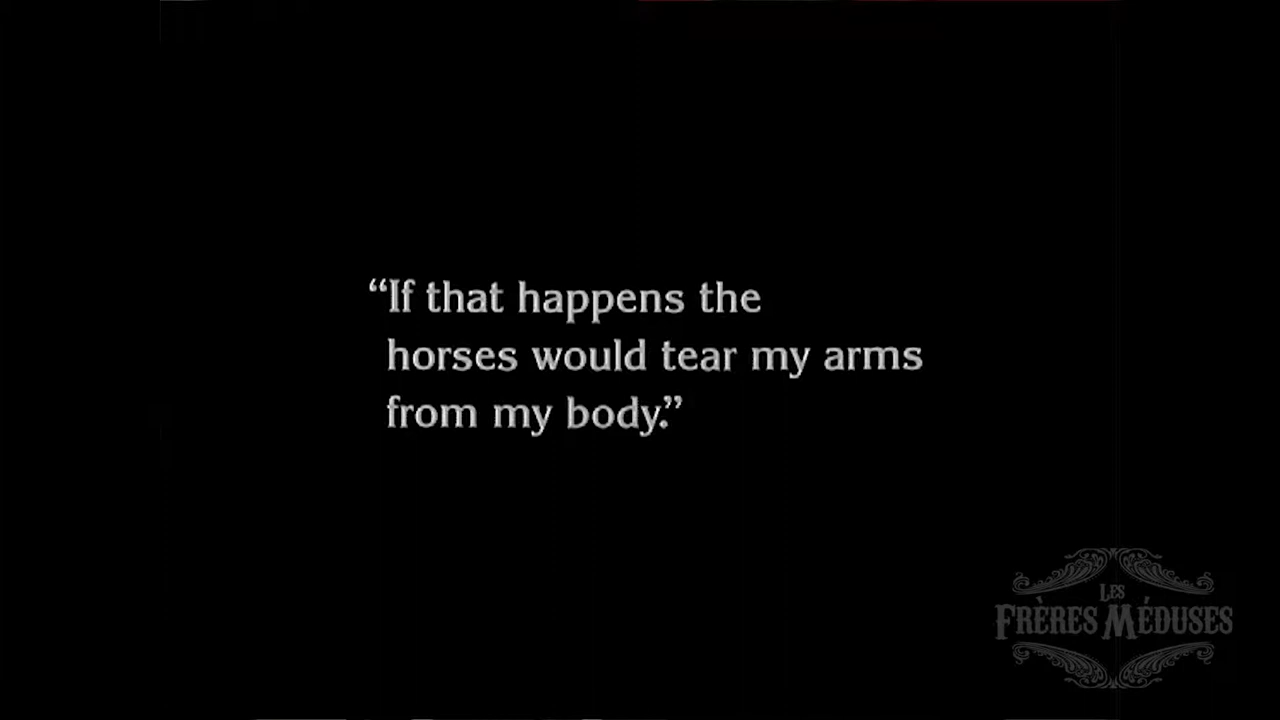 “If that happens the
horses would tear my arms
from my body.”
LES
FRÈRES MÉDUSES